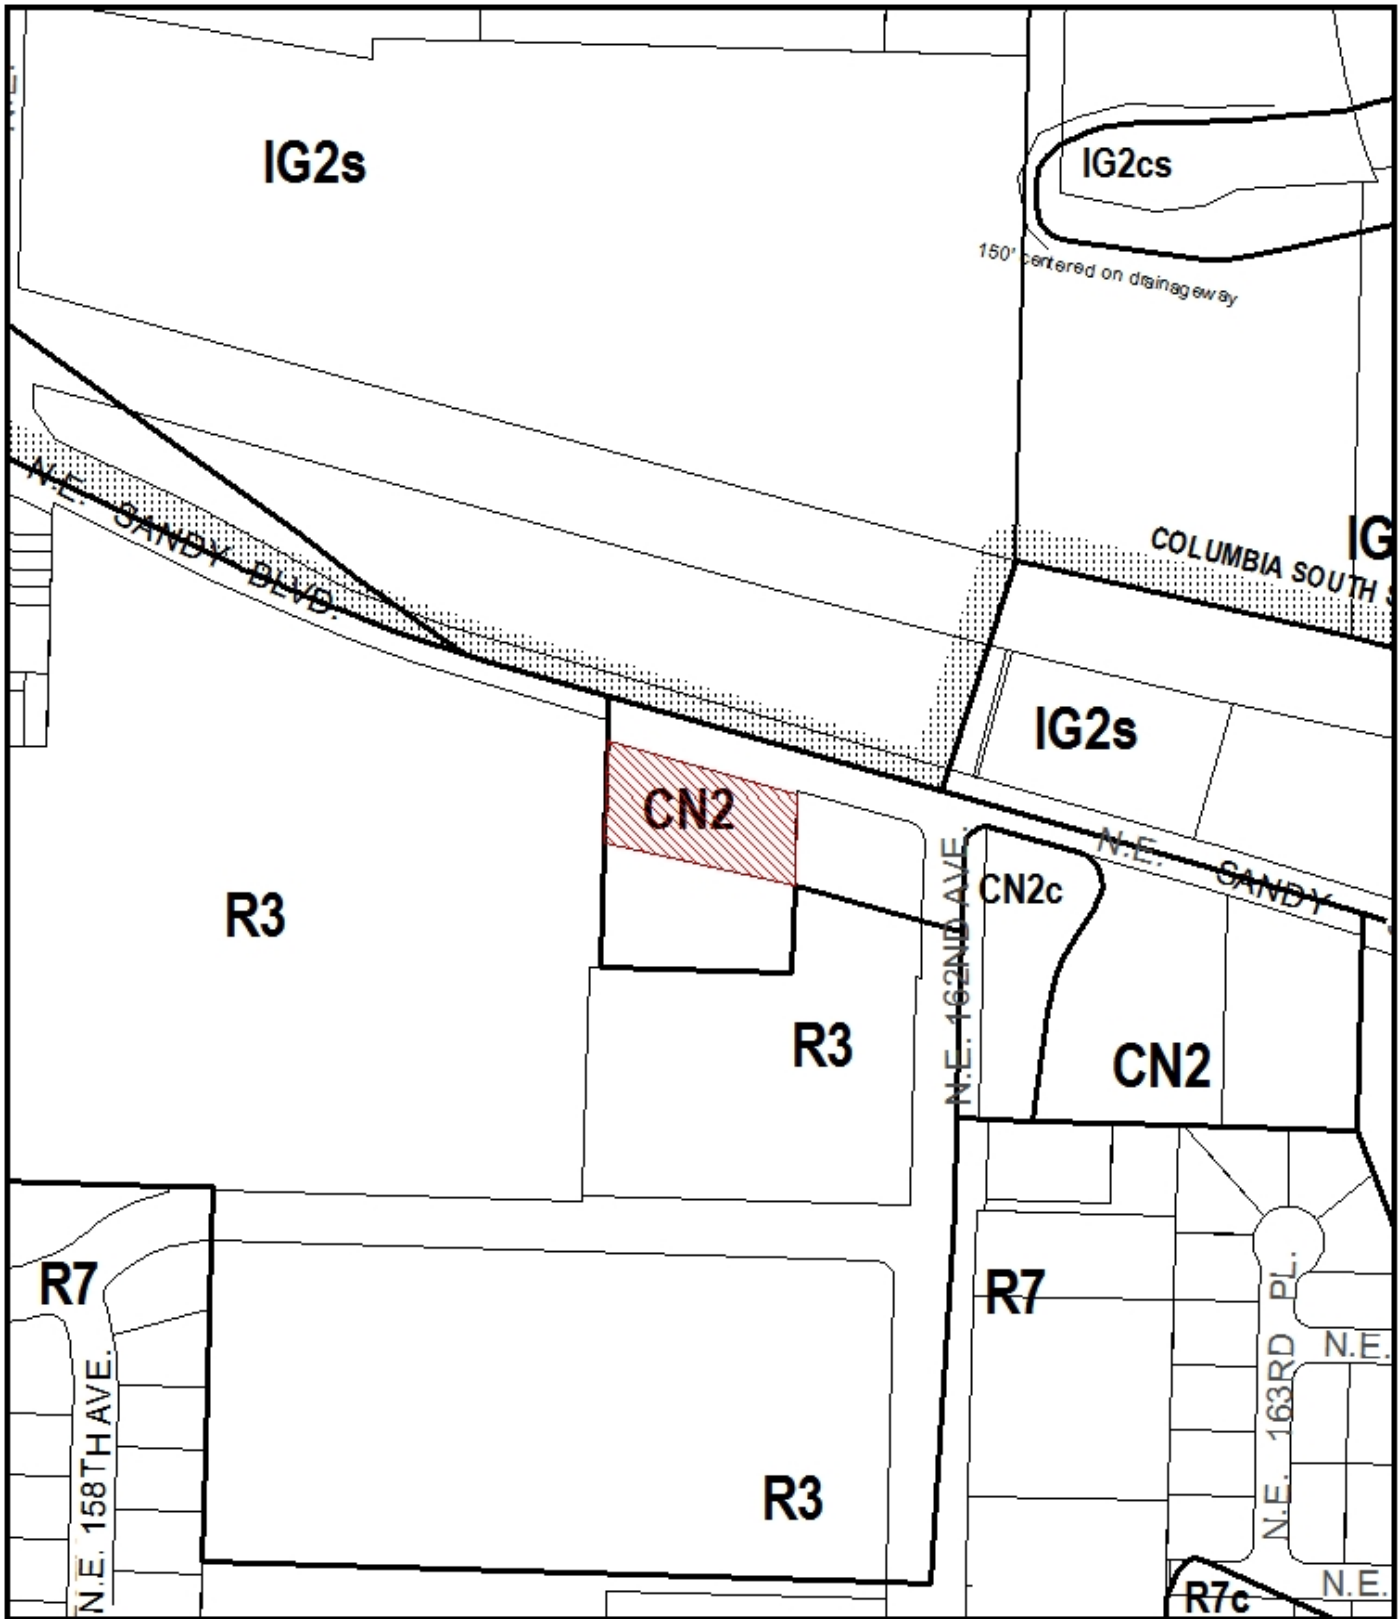 IG2s
IG2cs
150' centered on drainageway
IG
COLUMBIA SOUTH
N.E. SANDY BLVD.
IG2s
CN2
N.E. SANDY
CN2c
R3
N.E. 162ND AVE.
R3
CN2
R7
R7
N.E. 163RD PL.
N.E.
N.E. 158TH AVE.
R3
N.E.
R7c